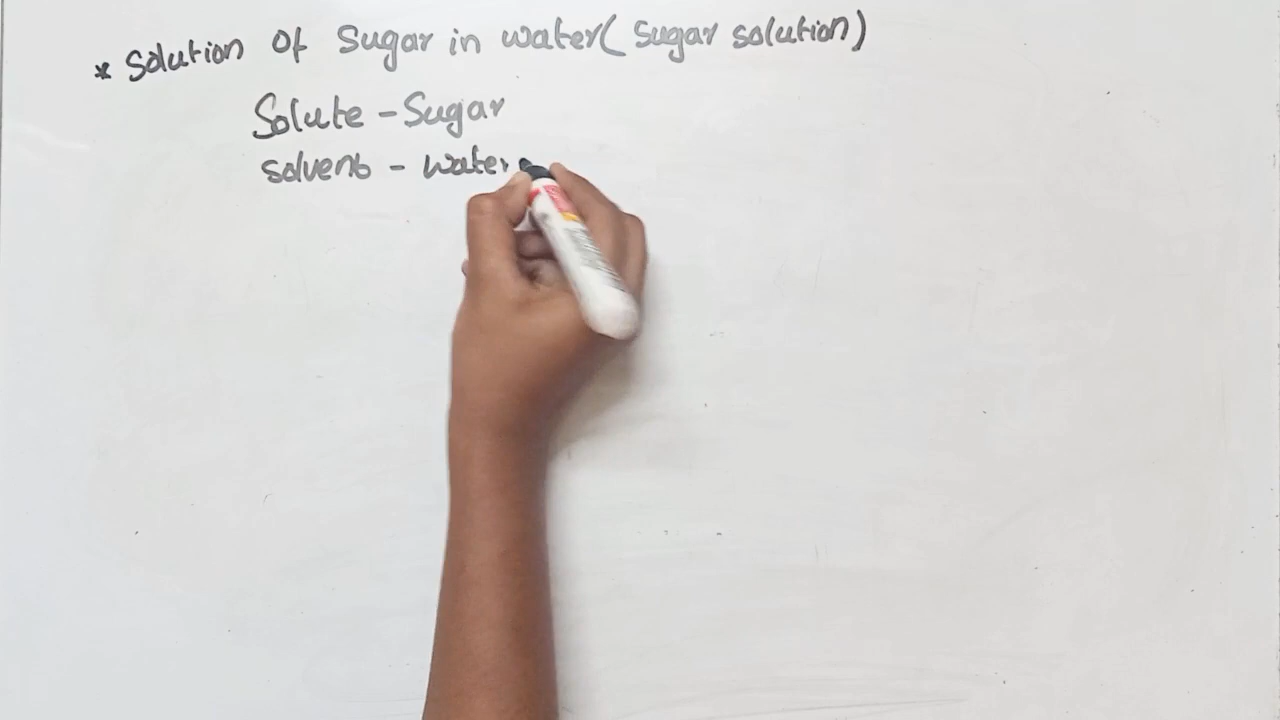 * Solution of Sugar in water (Sugar solution)
Solute - Sugar
solvent - water